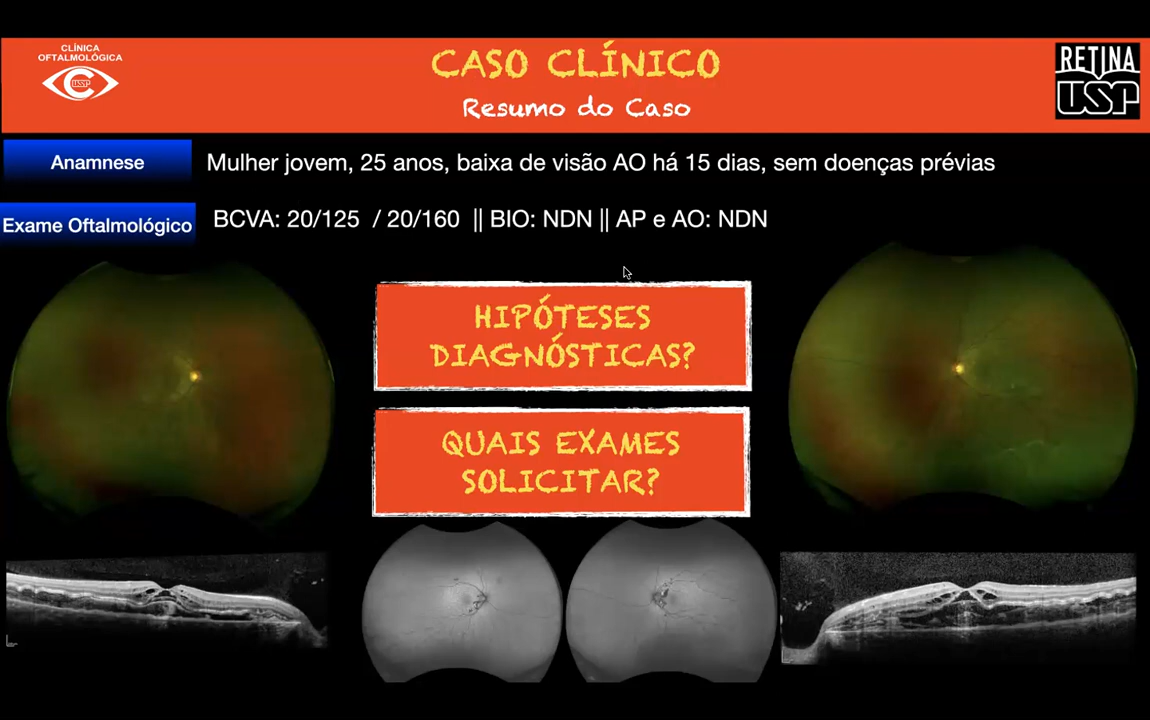 CLÍNICA
OFTALMOLÓGICA
CASO CLÍNICO
Resumo do Caso
RETINA
USP
Anamnese
Mulher jovem, 25 anos, baixa de visão AO há 15 dias, sem doenças prévias
Exame Oftalmológico
BCVA: 20/125 / 20/160 || BIO: NDN || AP e AO: NDN
HIPÓTESES
DIAGNÓSTICAS?
QUAIS EXAMES
SOLICITAR?